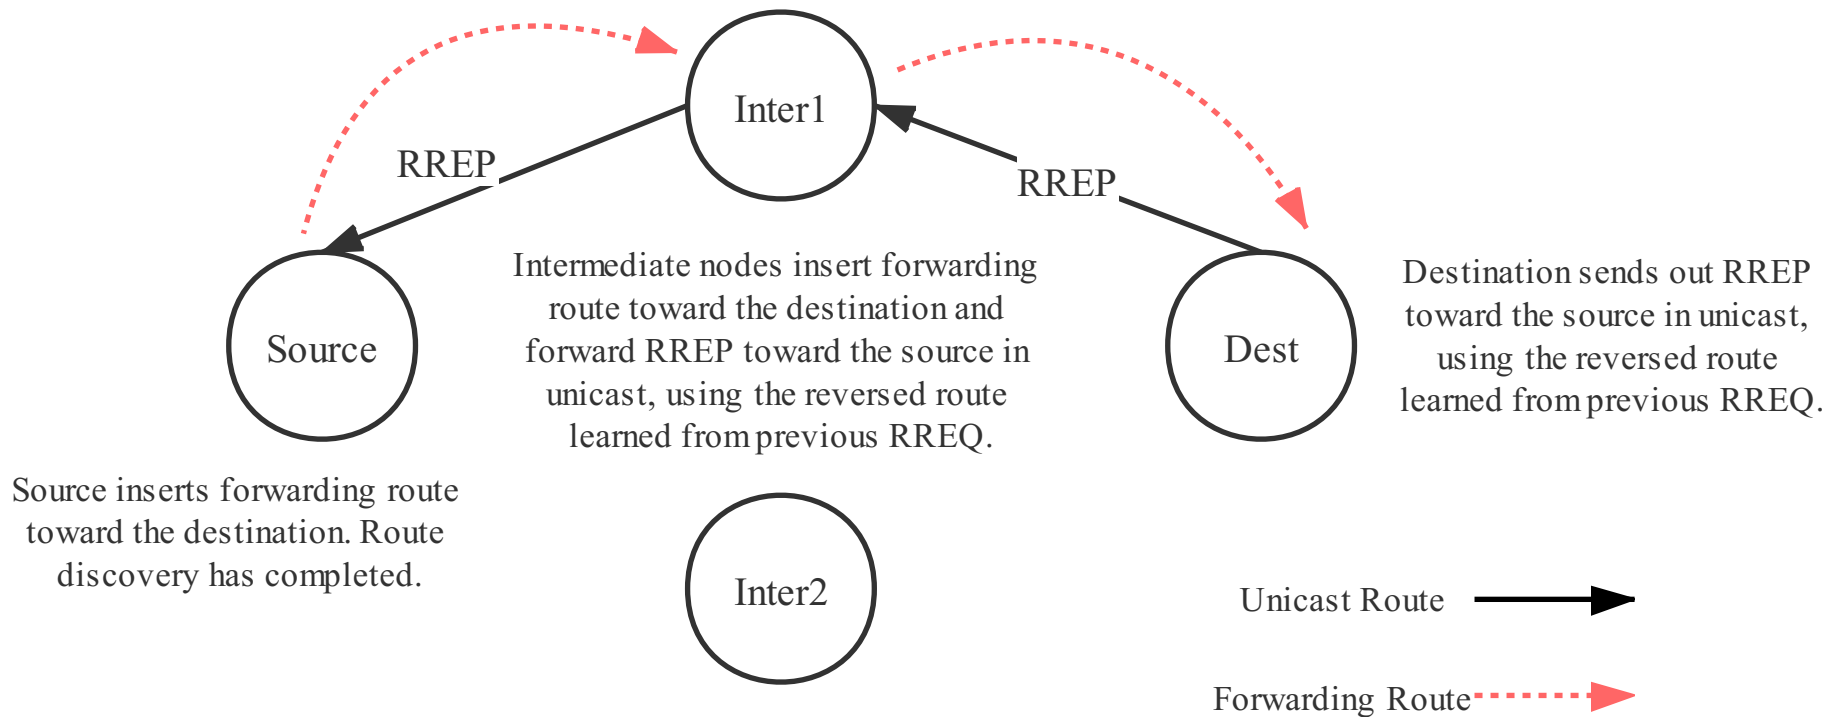 Inter1
RREP
RREP
Source
Intermediate nodes insert forwarding
route toward the destination and
forward RREP toward the source in
unicast, using the reversed route
learned from previous RREQ.
Dest
Destination sends out RREP
toward the source in unicast,
using the reversed route
learned from previous RREQ.
Source inserts forwarding route
toward the destination. Route
discovery has completed.
Inter2
Unicast Route
Forwarding Route